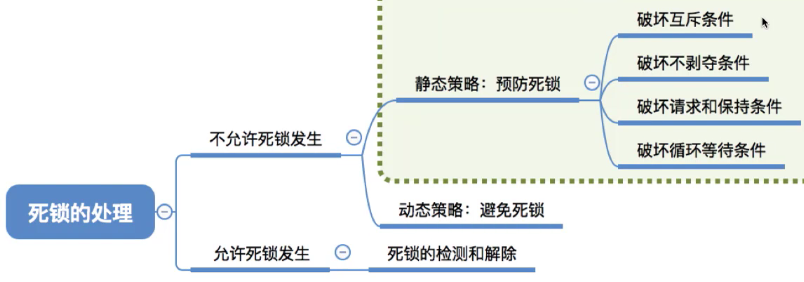 死锁的处理
不允许死锁发生
静态策略：预防死锁
破坏互斥条件
破坏不剥夺条件
破坏请求和保持条件
破坏循环等待条件
动态策略：避免死锁
允许死锁发生
死锁的检测和解除